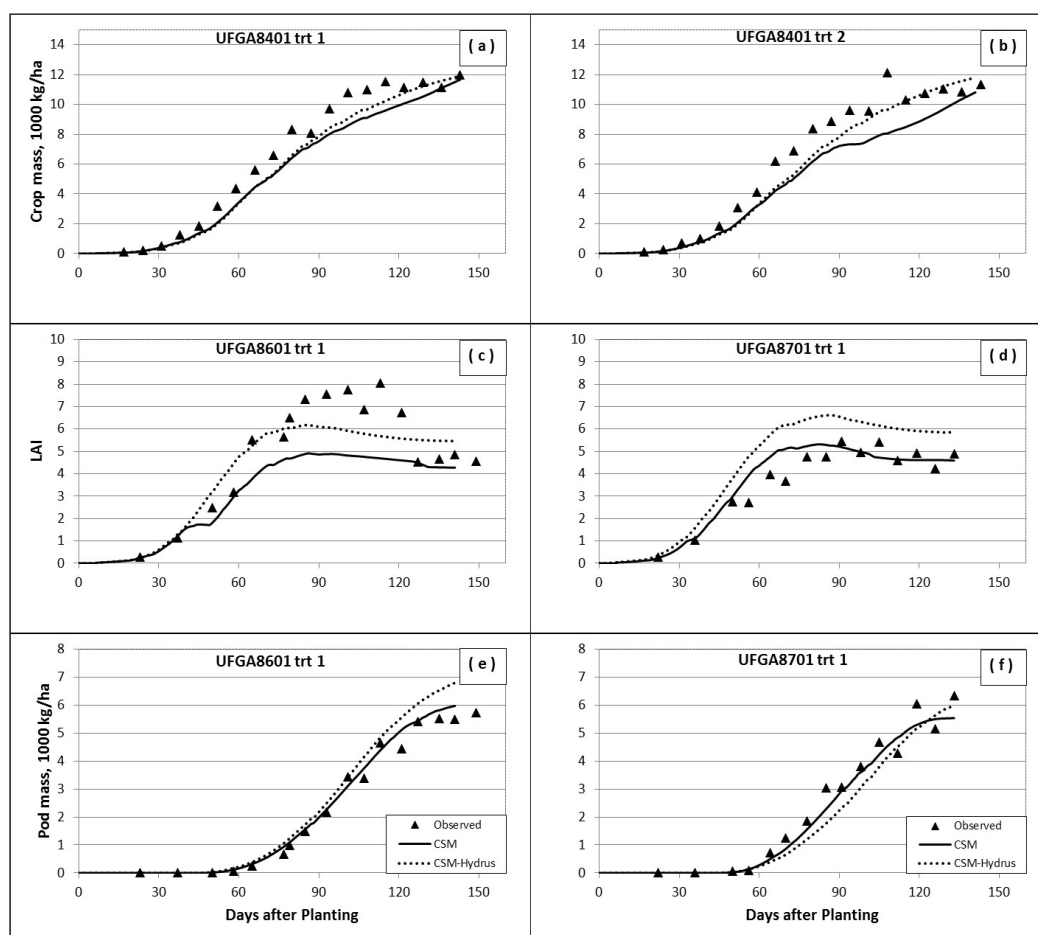 UFGA8401 trt 1
( a )
Crop mass, 1000 kg/ha
14
12
10
8
6
4
2
0
0 30 60 90 120 150
UFGA8401 trt 2
( b )
14
12
10
8
6
4
2
0
0 30 60 90 120 150
UFGA8601 trt 1
( c )
LAI
10
9
8
7
6
5
4
3
2
1
0
0 30 60 90 120 150
UFGA8701 trt 1
( d )
10
9
8
7
6
5
4
3
2
1
0
0 30 60 90 120 150
UFGA8601 trt 1
( e )
Pod mass, 1000 kg/ha
8
7
6
5
4
3
2
1
0
0 30 60 90 120 150
Observed
CSM
CSM-Hydrus
Days after Planting
UFGA8701 trt 1
( f )
8
7
6
5
4
3
2
1
0
0 30 60 90 120 150
Observed
CSM
CSM-Hydrus
Days after Planting